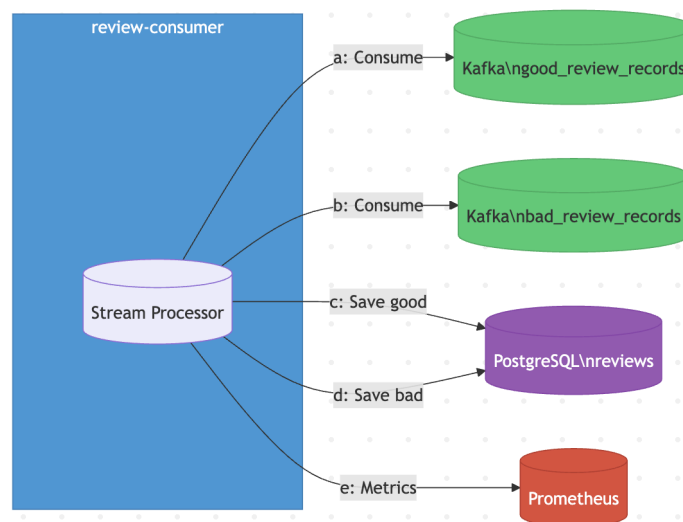 review-consumer
a: Consume
Kafka\ngood_review_records
b: Consume
Kafka\nbad_review_records
Stream Processor
c: Save good
PostgreSQL\nreviews
d: Save bad
e: Metrics
Prometheus